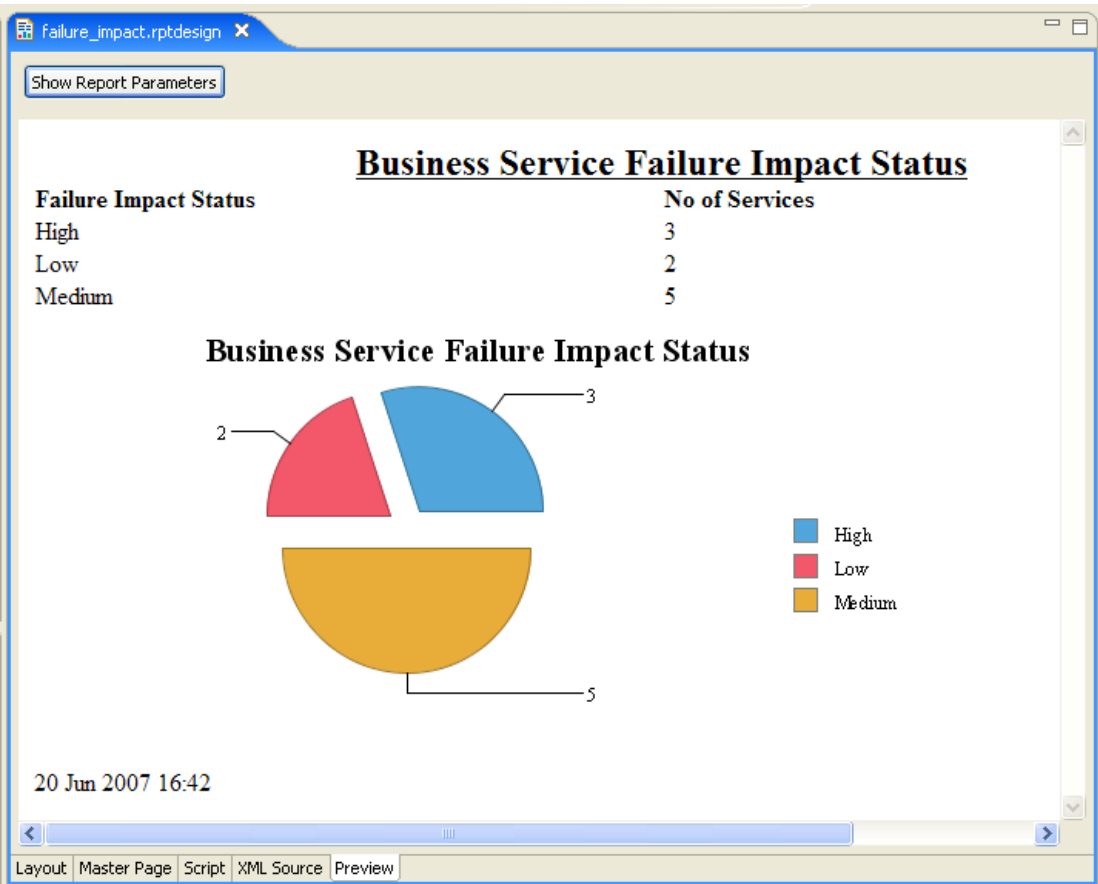 failure_impact.rptdesign
Show Report Parameters
Business Service Failure Impact Status
Failure Impact Status No of Services
High 3
Low 2
Medium 5
Business Service Failure Impact Status
3
2
High
Low
Medium
5
20 Jun 2007 16:42
Layout Master Page Script XML Source Preview